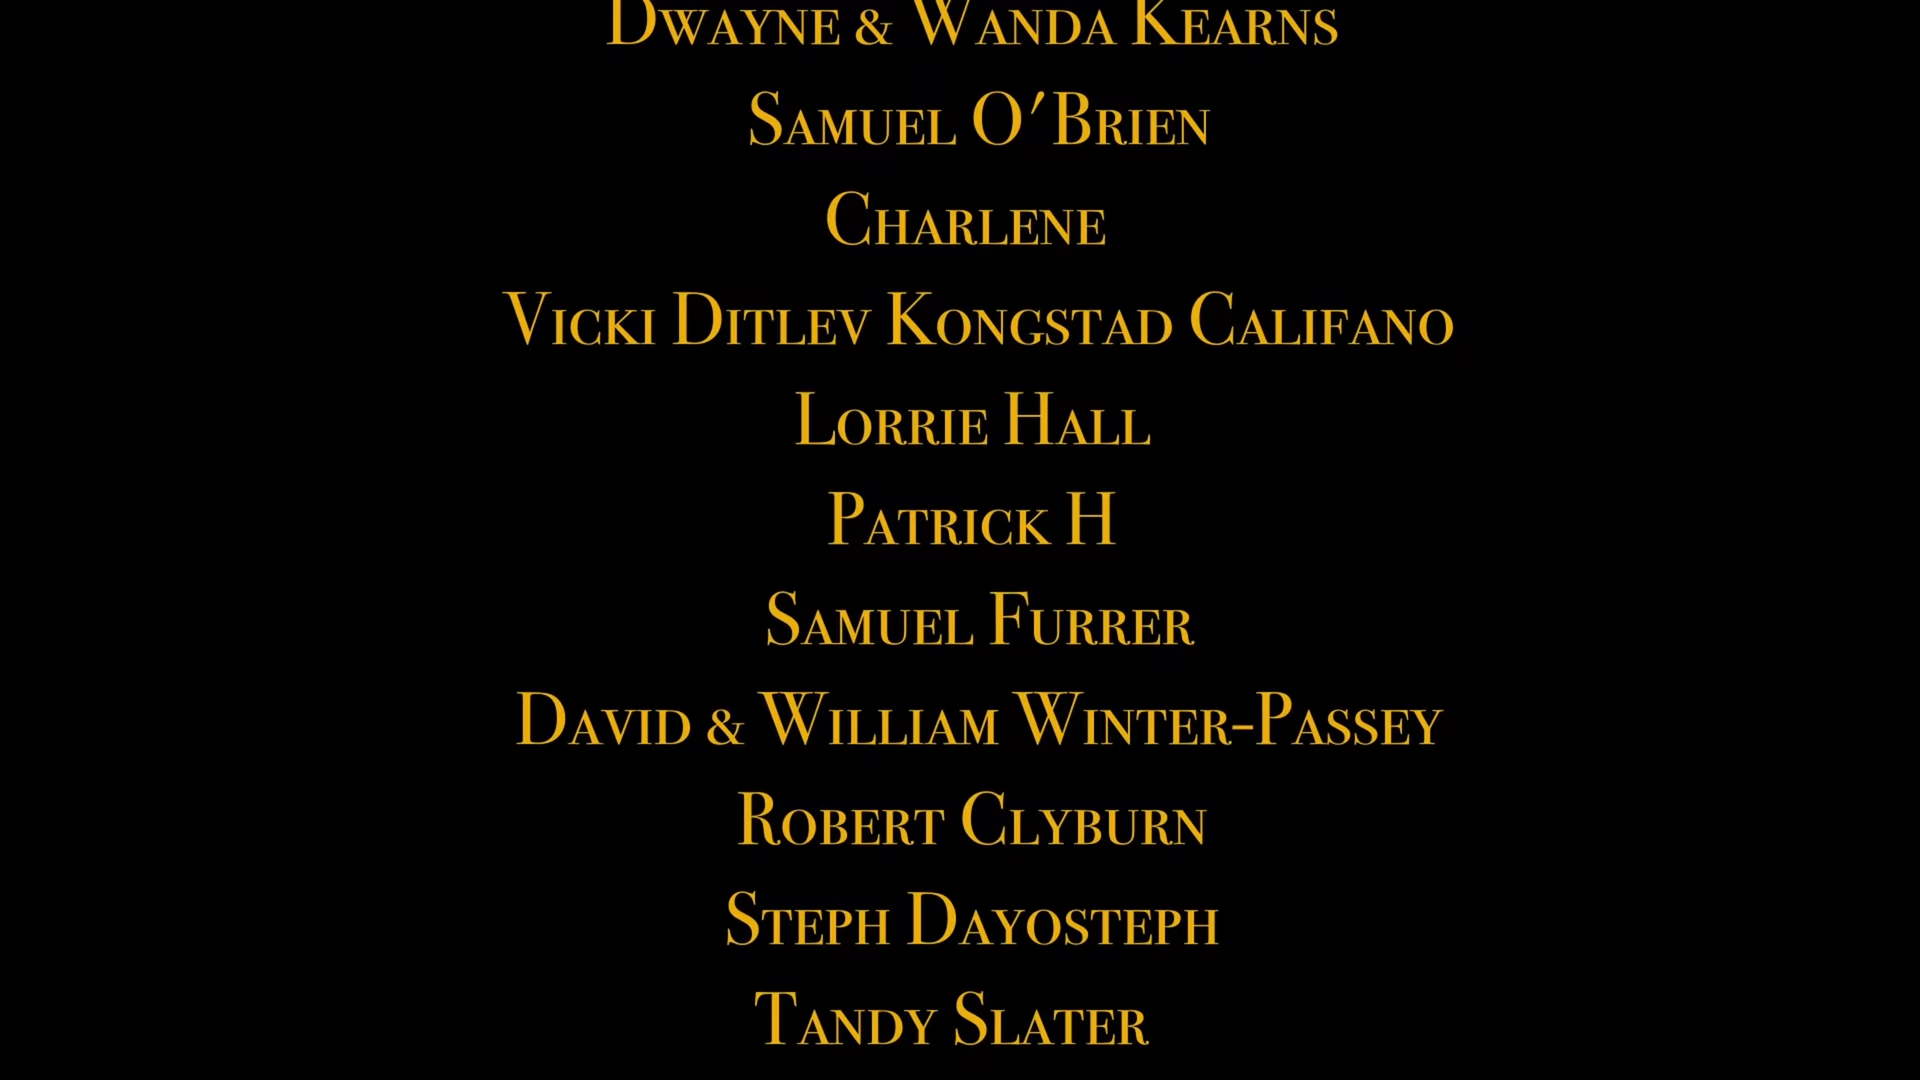 Dwayne & Wanda Kearns
Samuel O'Brien
Charlene
Vicki Ditlev Kongstad Califano
Lorrie Hall
Patrick H
Samuel Furrer
David & William Winter-Passey
Robert Clyburn
Steph Dayosteph
Tandy Slater